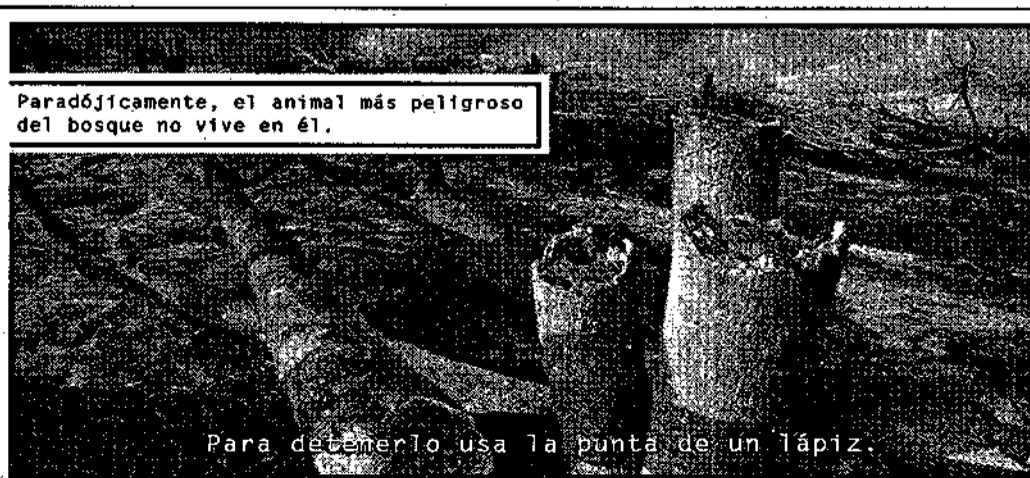 Paradójicamente, el animal más peligroso
del bosque no vive en él.
Para detenerlo usa la punta de un lápiz.